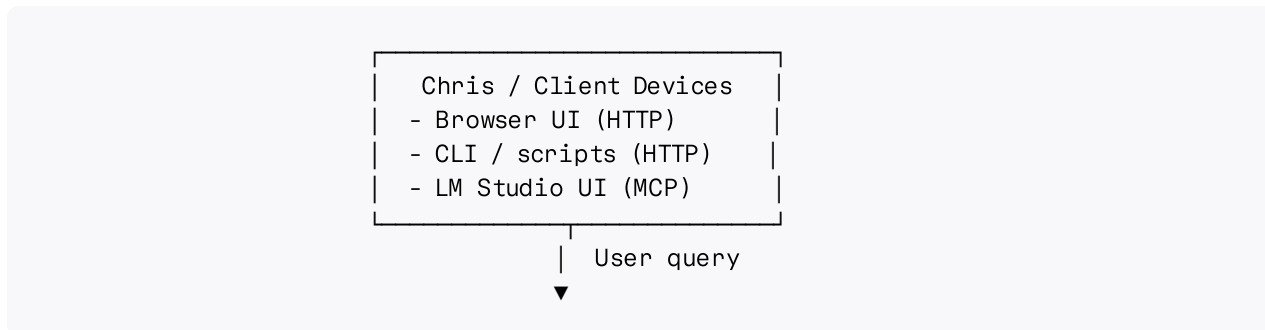 Chris / Client Devices
- Browser UI (HTTP)
- CLI / scripts (HTTP)
- LM Studio UI (MCP)
User query